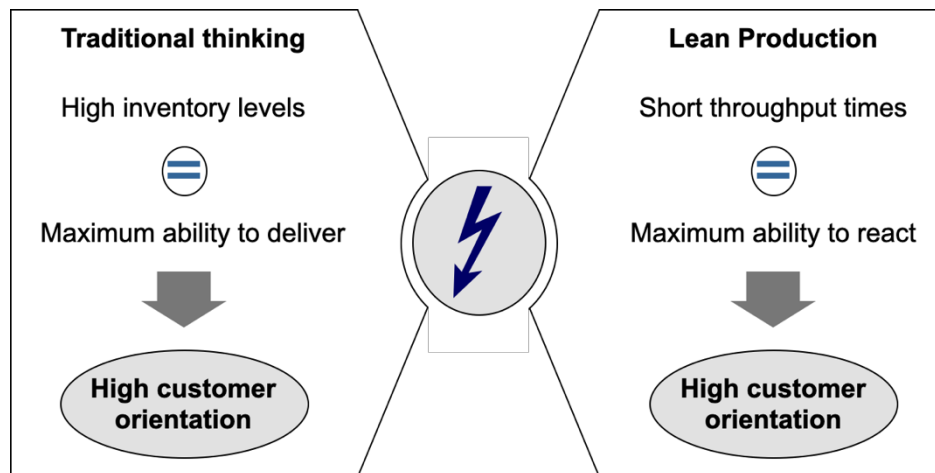 Traditional thinking
High inventory levels
Maximum ability to deliver
High customer
orientation
Lean Production
Short throughput times
Maximum ability to react
High customer
orientation